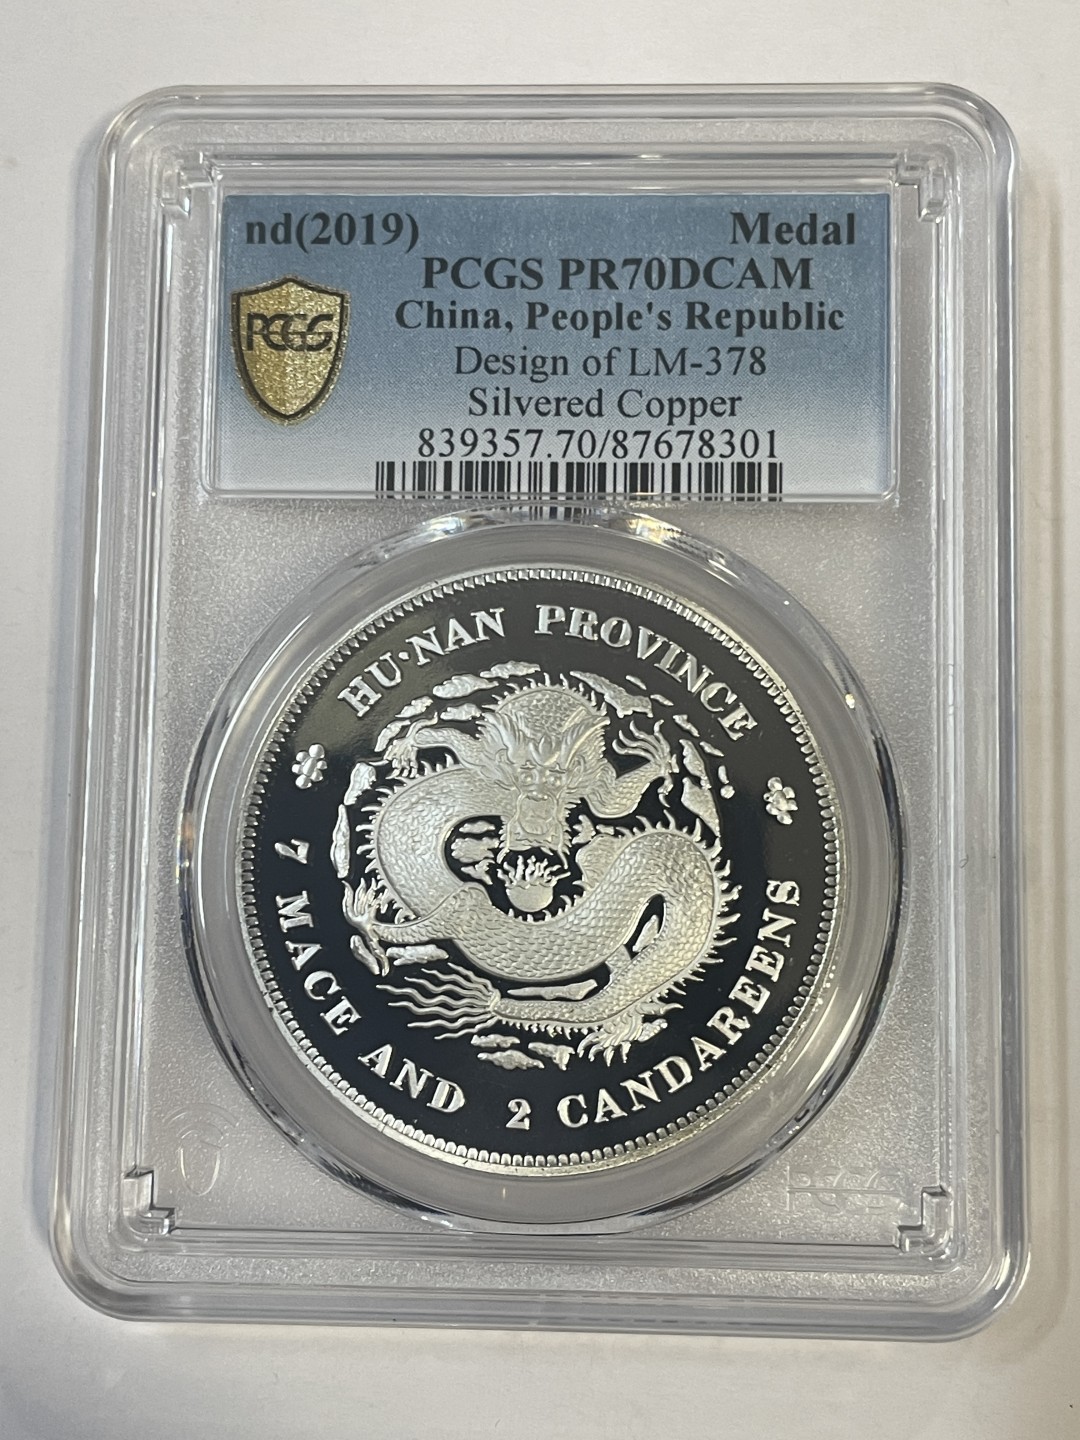 nd(2019) Medal
PCGS PR70DCAM
China, People's Republic
Design of LM-378
Silvered Copper
839357.70/87678301
PCGS
HU·NAN PROVINCE
7 MACE AND 2 CANDAREENS
PCGS